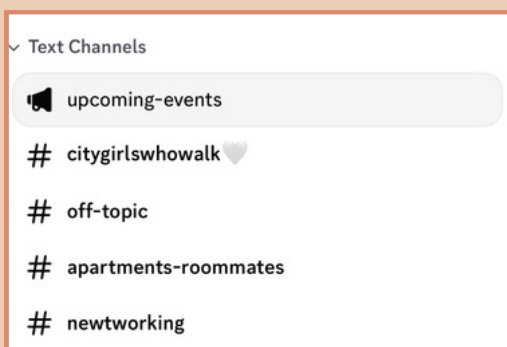 Text Channels
upcoming-events
# citygirlswhowalk🤍
# off-topic
# apartments-roommates
# newtworking